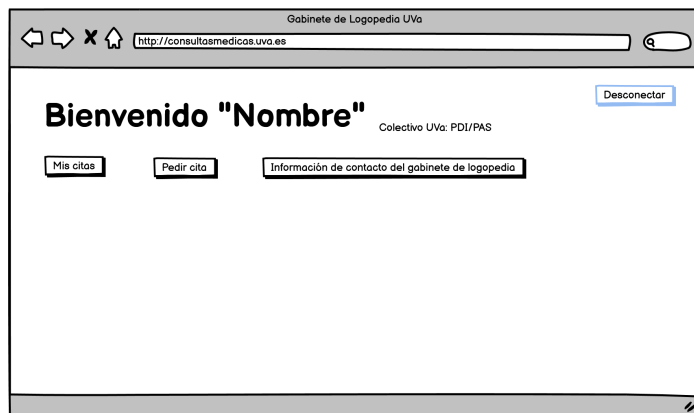 Gabinete de Logopedia UVa
http://consultasmedicas.uva.es
Desconectar
Bienvenido "Nombre"
Colectivo UVa: PDI/PAS
Mis citas
Pedir cita
Información de contacto del gabinete de logopedia